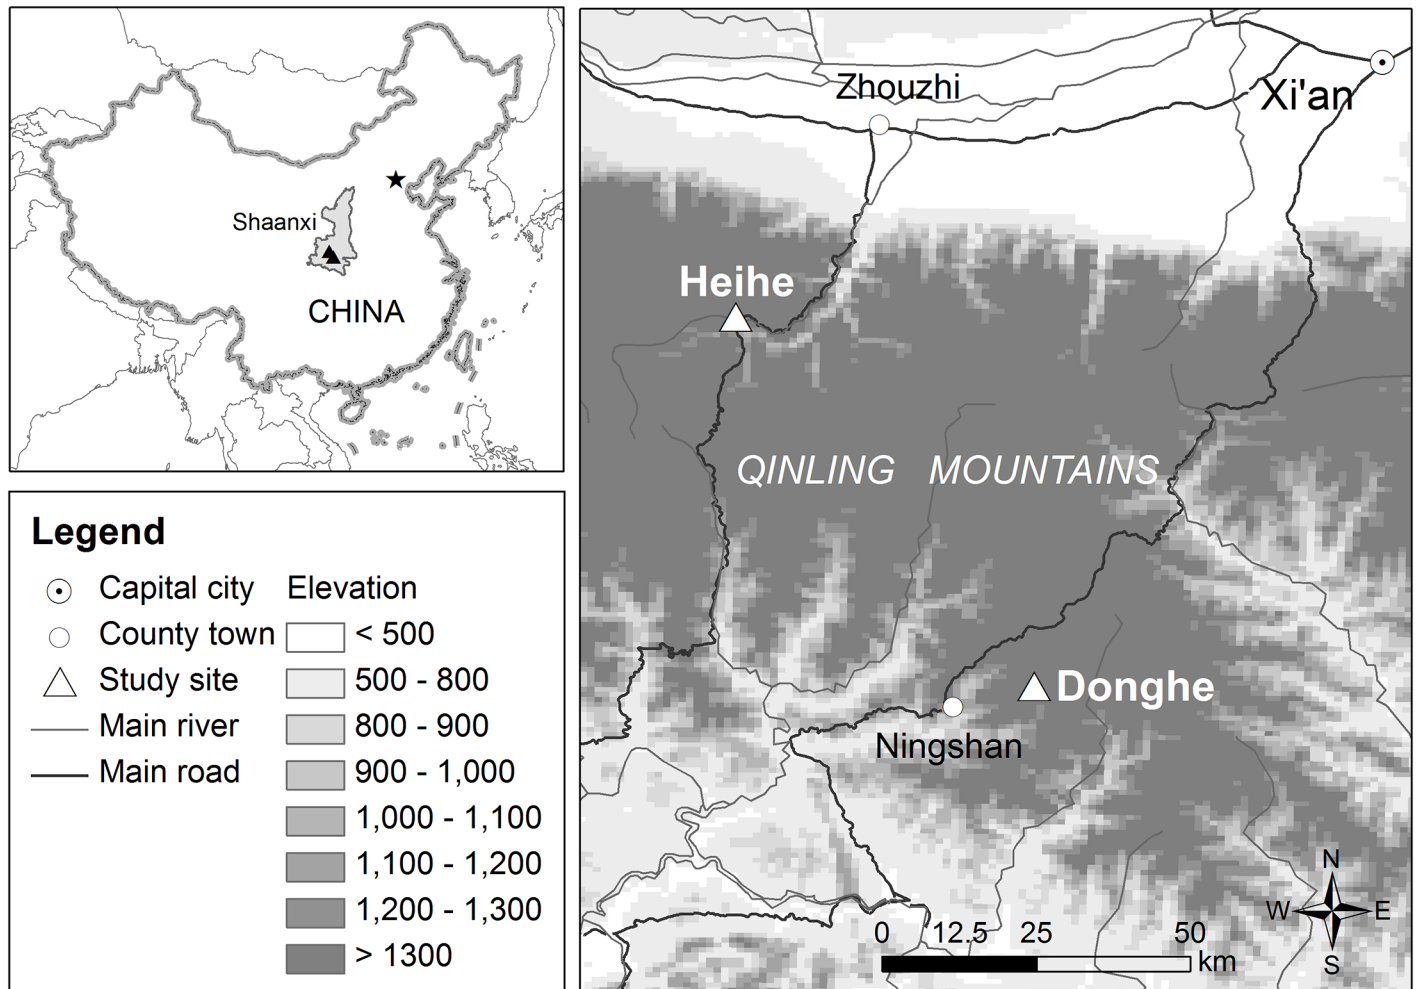 Shaanxi
CHINA
Legend
Capital city
County town
Study site
Main river
Main road
Elevation
< 500
500 - 800
800 - 900
900 - 1,000
1,000 - 1,100
1,100 - 1,200
1,200 - 1,300
> 1300
Zhouzhi
Xi'an
Heihe
QINLING MOUNTAINS
Donghe
Ningshan
N
W E
S
0 12.5 25 50
km